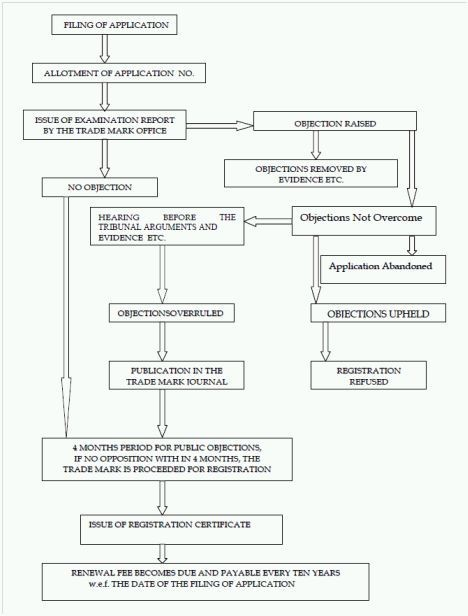 FILING OF APPLICATION
ALLOTMENT OF APPLICATION NO.
ISSUE OF EXAMINATION REPORT
BY THE TRADE MARK OFFICE
OBJECTION RAISED
OBJECTIONS REMOVED BY
EVIDENCE ETC.
NO OBJECTION
HEARING BEFORE THE
TRIBUNAL ARGUMENTS AND
EVIDENCE ETC.
Objections Not Overcome
Application Abandoned
OBJECTIONSOVERRULED
OBJECTIONS UPHELD
PUBLICATION IN THE
TRADE MARK JOURNAL
REGISTRATION
REFUSED
4 MONTHS PERIOD FOR PUBLIC OBJECTIONS,
IF NO OPPOSITION WITH IN 4 MONTHS, THE
TRADE MARK IS PROCEEDED FOR REGISTRATION
ISSUE OF REGISTRATION CERTIFICATE
RENEWAL FEE BECOMES DUE AND PAYABLE EVERY TEN YEARS
w.e.f. THE DATE OF THE FILING OF APPLICATION